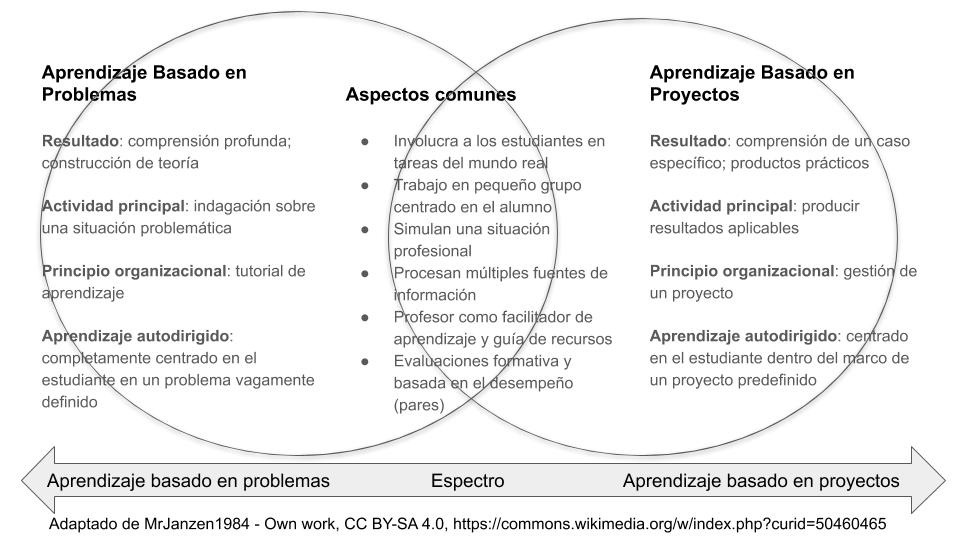 Aprendizaje Basado en
Problemas
Resultado: comprensión profunda;
construcción de teoría
Actividad principal: indagación sobre
una situación problemática
Principio organizacional: tutorial de
aprendizaje
Aprendizaje autodirigido:
completamente centrado en el
estudiante en un problema vagamente
definido
Aspectos comunes
● Involucra a los estudiantes en
tareas del mundo real
● Trabajo en pequeño grupo
centrado en el alumno
● Simulan una situación
profesional
● Procesan múltiples fuentes de
información
● Profesor como facilitador de
aprendizaje y guía de recursos
● Evaluaciones formativa y
basada en el desempeño
(pares)
Aprendizaje Basado en
Proyectos
Resultado: comprensión de un caso
específico; productos prácticos
Actividad principal: producir
resultados aplicables
Principio organizacional: gestión de
un proyecto
Aprendizaje autodirigido: centrado
en el estudiante dentro del marco de
un proyecto predefinido
Aprendizaje basado en problemas Espectro Aprendizaje basado en proyectos
Adaptado de MrJanzen1984 - Own work, CC BY-SA 4.0, https://commons.wikimedia.org/w/index.php?curid=50460465